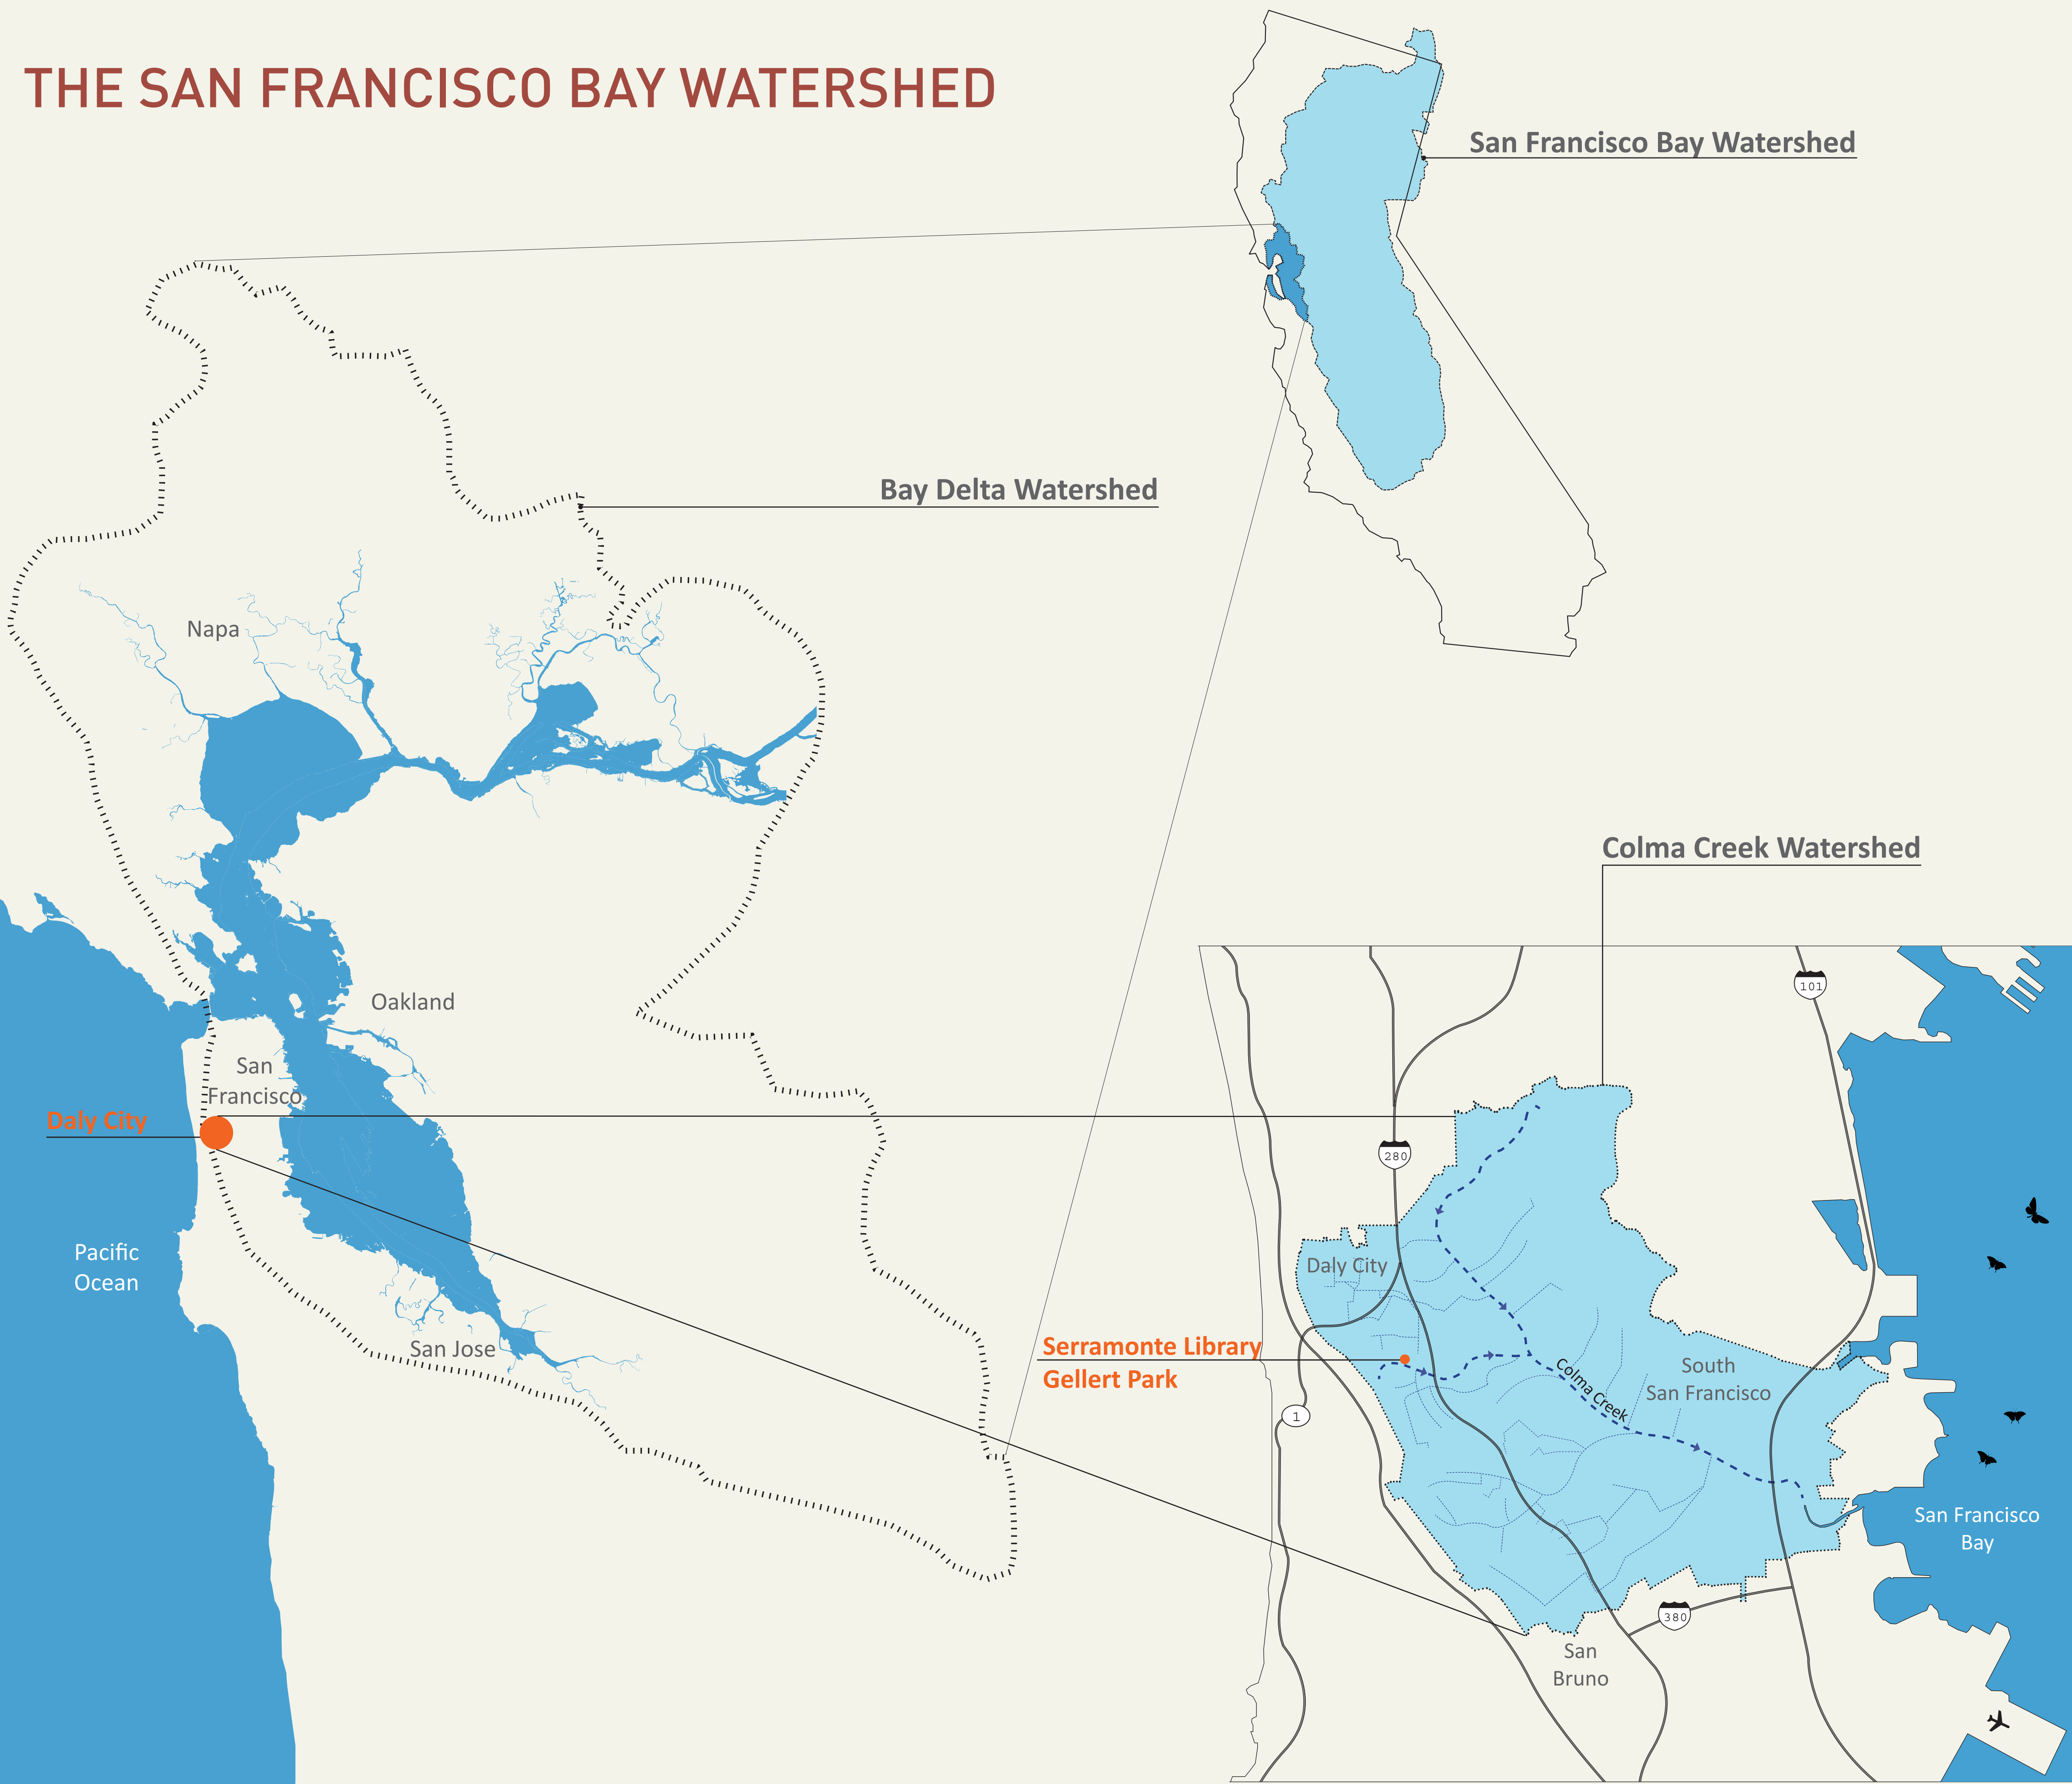 THE SAN FRANCISCO BAY WATERSHED
San Francisco Bay Watershed
Bay Delta Watershed
Napa
Oakland
San
Francisco
Daly City
Pacific
Ocean
San Jose
Colma Creek Watershed
101
280
Daly City
Serramonte Library
Gellert Park
1
Colma Creek
South
San Francisco
San Francisco
Bay
380
San
Bruno